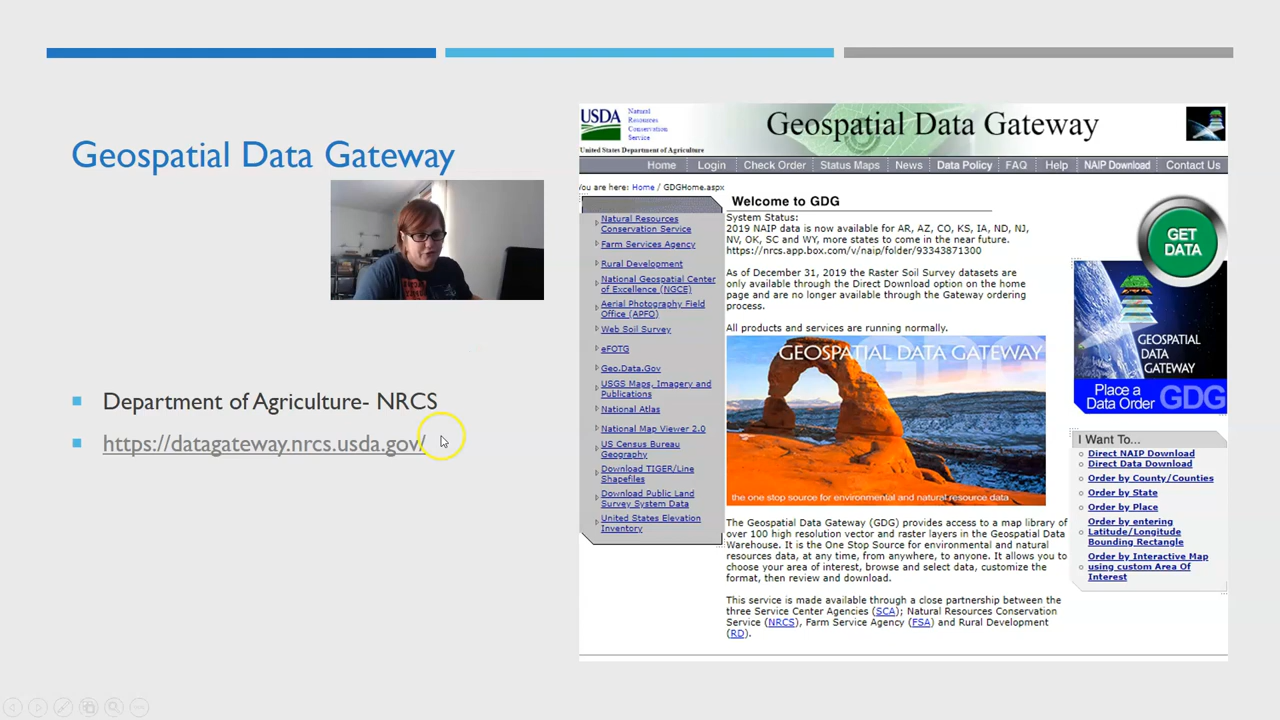 Geospatial Data Gateway
Department of Agriculture- NRCS
https://datagateway.nrcs.usda.gov/
USDA
Natural
Resources
Conservation
Service
United States Department of Agriculture
Geospatial Data Gateway
Home Login Check Order Status Maps News Data Policy FAQ Help NAIP Download Contact Us
You are here: Home / GDGHome.aspx
Natural Resources
Conservation Service
Farm Services Agency
Rural Development
National Geospatial Center
of Excellence (NGCE)
Aerial Photography Field
Office (APFO)
Web Soil Survey
eFOTG
Geo.Data.Gov
USGS Maps, Imagery and
Publications
National Atlas
National Map Viewer 2.0
US Census Bureau
Geography
Download TIGER/Line
Shapefiles
Download Public Land
Survey System Data
United States Elevation
Inventory
Welcome to GDG
System Status:
2019 NAIP data is now available for AR, AZ, CO, KS, IA, ND, NJ,
NV, OK, SC and WY, more states to come in the near future.
https://nrcs.app.box.com/v/naip/folder/93343871300
As of December 31, 2019 the Raster Soil Survey datasets are
only available through the Direct Download option on the home
page and are no longer available through the Gateway ordering
process.
All products and services are running normally.
GEOSPATIAL DATA GATEWAY
the one stop source for environmental and natural resource data
The Geospatial Data Gateway (GDG) provides access to a map library of
over 100 high resolution vector and raster layers in the Geospatial Data
Warehouse. It is the One Stop Source for environmental and natural
resources data, at any time, from anywhere, to anyone. It allows you to
choose your area of interest, browse and select data, customize the
format, then review and download.
This service is made available through a close partnership between the
three Service Center Agencies (SCA); Natural Resources Conservation
Service (NRCS), Farm Service Agency (FSA) and Rural Development
(RD).
GET
DATA
GEOSPATIAL
DATA
GATEWAY
Place a
Data Order GDG
I Want To...
Direct NAIP Download
Direct Data Download
Order by County/Counties
Order by State
Order by Place
Order by entering
Latitude/Longitude
Bounding Rectangle
Order by Interactive Map
using custom Area Of
Interest